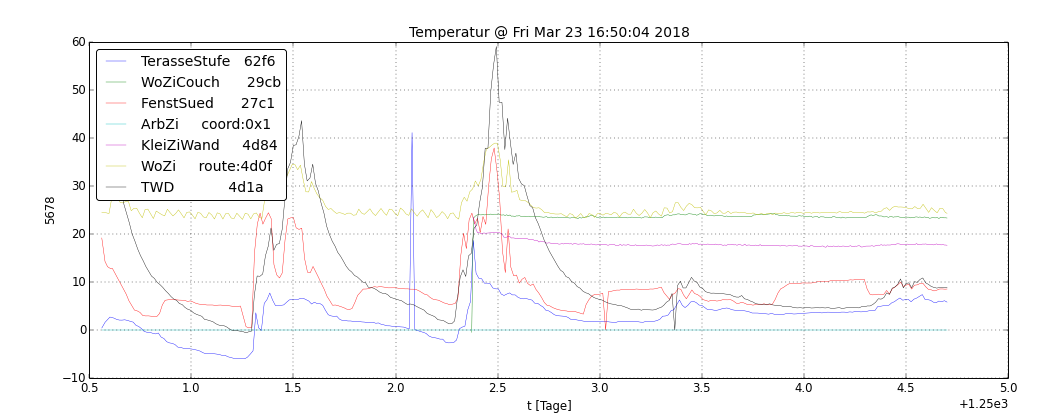 Temperatur @ Fri Mar 23 16:50:04 2018
60
50
40
30
20
10
0
−10
5678
TerasseStufe 62f6
WoZiCouch 29cb
FenstSued 27c1
ArbZi coord:0x1
KleiZiWand 4d84
WoZi route:4d0f
TWD 4d1a
0.5 1.0 1.5 2.0 2.5 3.0 3.5 4.0 4.5 5.0
t [Tage]
+1.25e3